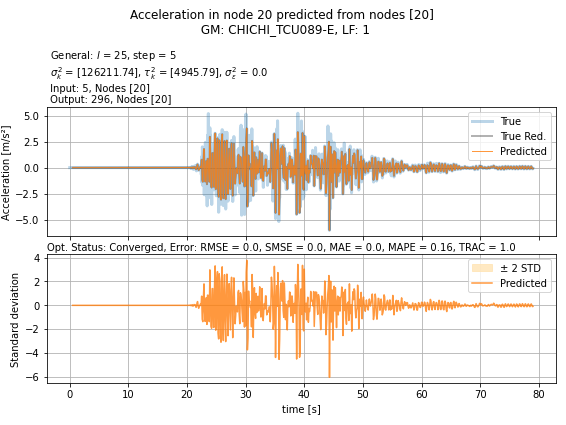 Acceleration in node 20 predicted from nodes [20]
GM: CHICHI_TCU089-E, LF: 1
General: l = 25, step = 5
σ²ₖ = [126211.74], τ²ₖ = [4945.79], σ²ε = 0.0
Input: 5, Nodes [20]
Output: 296, Nodes [20]
Acceleration [m/s²]
5.0
2.5
0.0
−2.5
−5.0
True
True Red.
Predicted
Opt. Status: Converged, Error: RMSE = 0.0, SMSE = 0.0, MAE = 0.0, MAPE = 0.16, TRAC = 1.0
Standard deviation
4
2
0
−2
−4
−6
± 2 STD
Predicted
0 10 20 30 40 50 60 70 80
time [s]